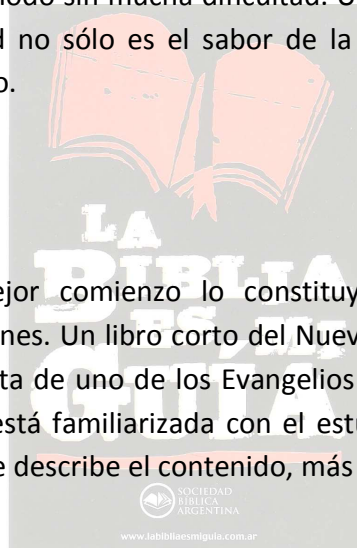 odo sin mucha dificultad. U
d no sólo es el sabor de la
o.
LA
BIBLIA
ES MI
GUÍA
ejor comienzo lo constituy
nes. Un libro corto del Nuev
ta de uno de los Evangelios
está familiarizada con el estu
e describe el contenido, más
SOCIEDAD
BÍBLICA
ARGENTINA
www.labibliaesmiguia.com.ar